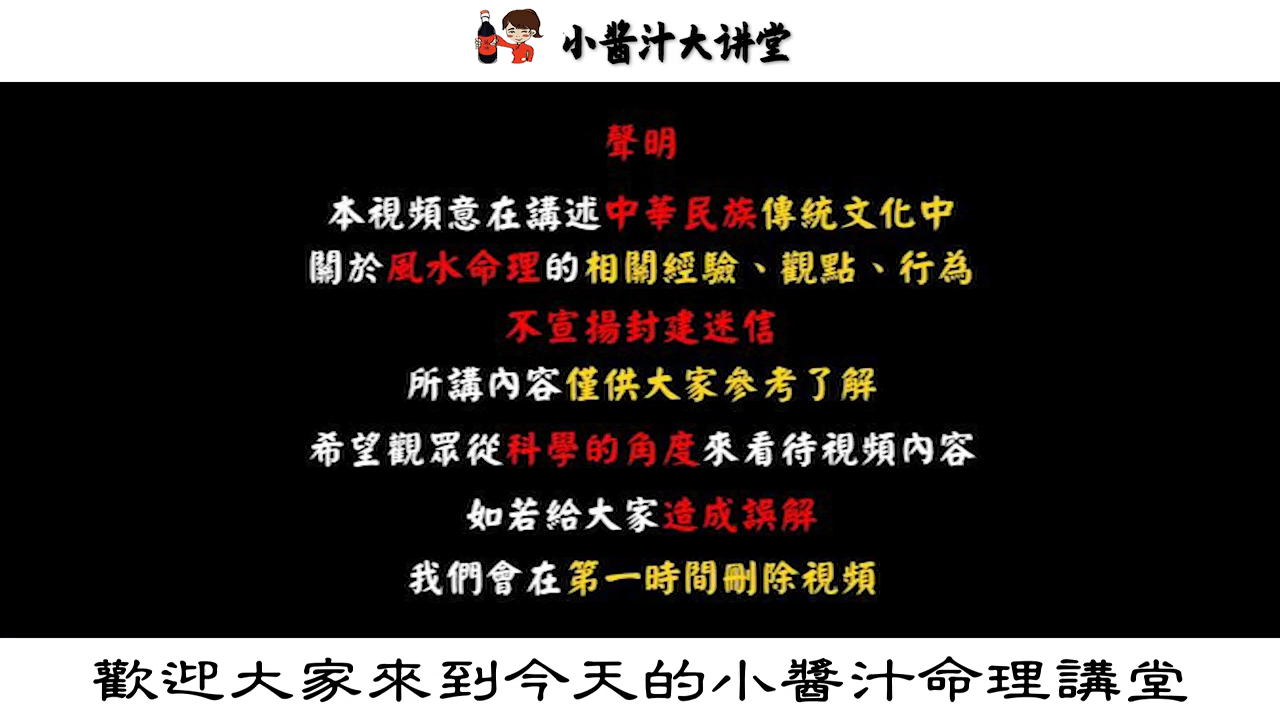 小醬汁大讲堂
聲明
本視頻意在講述中華民族傳統文化中
關於風水命理的相關經驗、觀點、行為
不宣揚封建迷信
所講內容僅供大家參考了解
希望觀眾從科學的角度來看待視頻內容
如若給大家造成誤解
我們會在第一時間刪除視頻
歡迎大家來到今天的小醬汁命理講堂